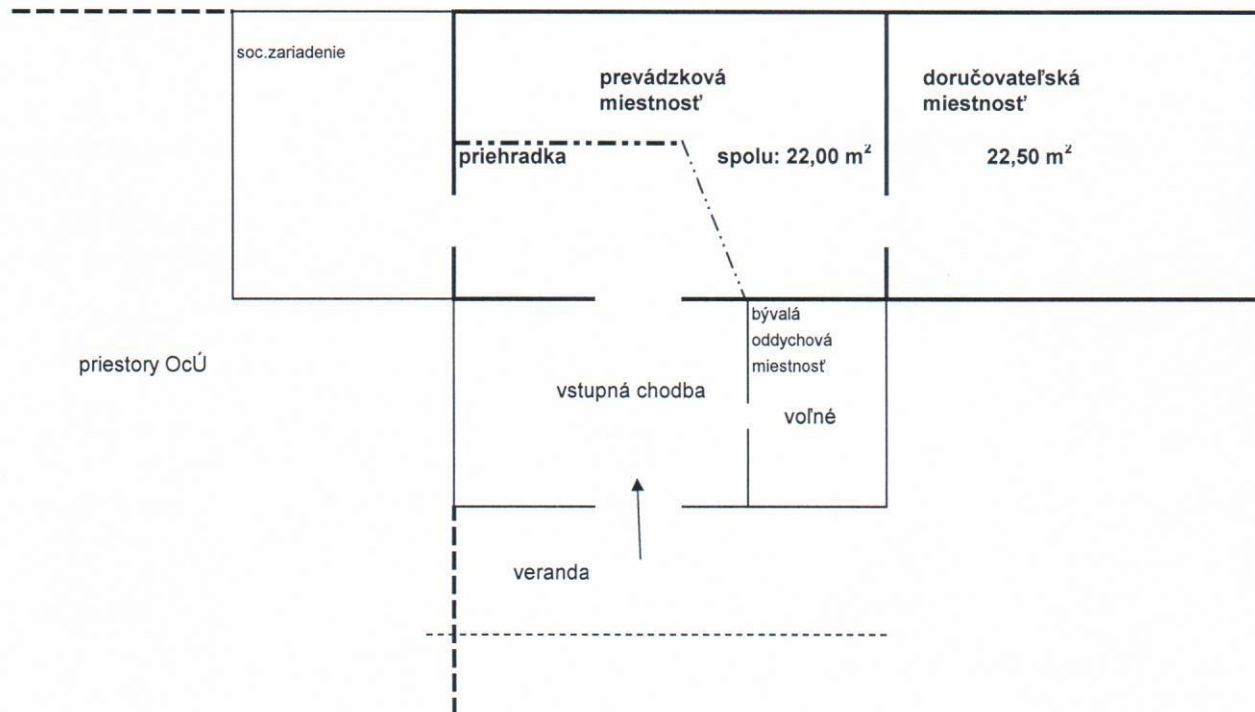 soc.zariadenie
prevádzková
miestnosť
doručovateľská
miestnosť
priehradka
spolu: 22,00 m²
22,50 m²
priestory OcÚ
bývalá
oddychová
miestnosť
vstupná chodba
voľné
veranda